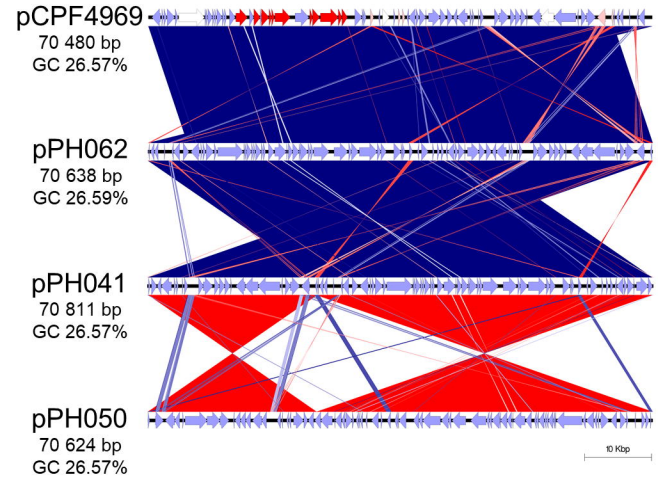 pCPF4969
70 480 bp
GC 26.57%
pPH062
70 638 bp
GC 26.59%
pPH041
70 811 bp
GC 26.57%
pPH050
70 624 bp
GC 26.57%
10 Kbp